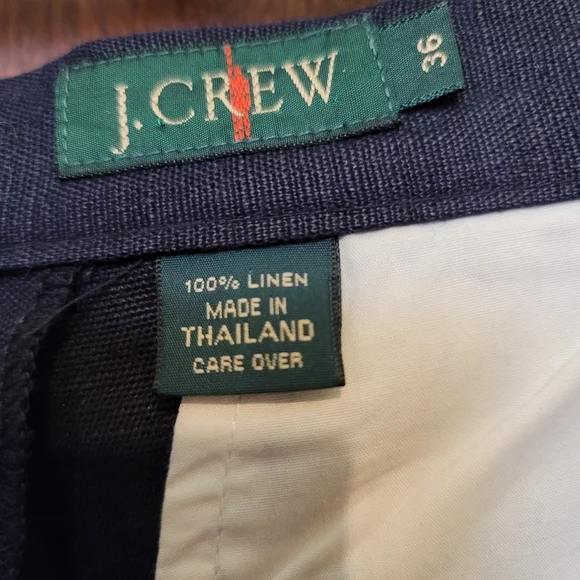 J.CREW
36
100% LINEN
MADE IN
THAILAND
CARE OVER